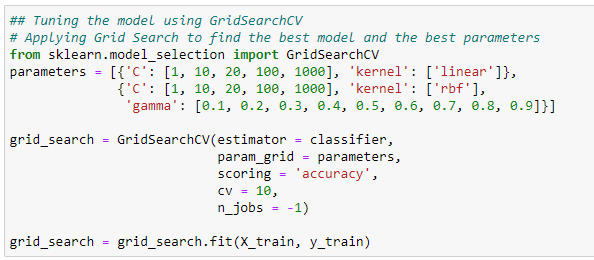 ## Tuning the model using GridSearchCV
# Applying Grid Search to find the best model and the best parameters
from sklearn.model_selection import GridSearchCV
parameters = [{'C': [1, 10, 20, 100, 1000], 'kernel': ['linear']},
              {'C': [1, 10, 20, 100, 1000], 'kernel': ['rbf'],
               'gamma': [0.1, 0.2, 0.3, 0.4, 0.5, 0.6, 0.7, 0.8, 0.9]}]
grid_search = GridSearchCV(estimator = classifier,
                           param_grid = parameters,
                           scoring = 'accuracy',
                           cv = 10,
                           n_jobs = -1)
grid_search = grid_search.fit(X_train, y_train)